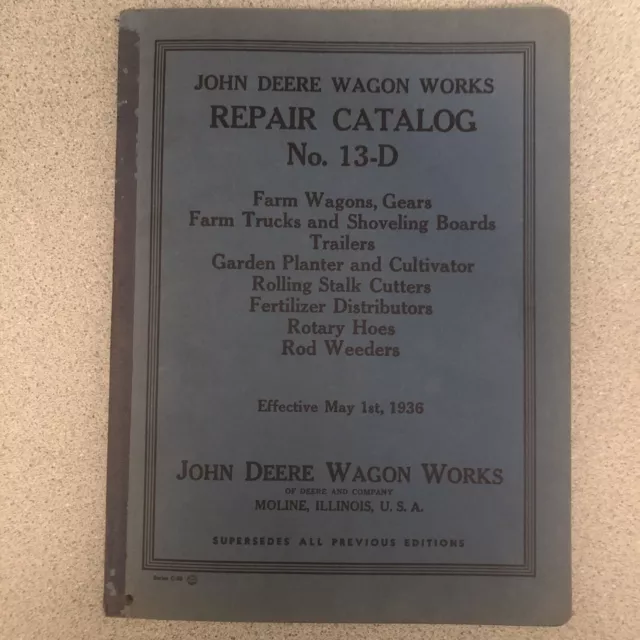 JOHN DEERE WAGON WORKS
REPAIR CATALOG
No. 13-D
Farm Wagons, Gears
Farm Trucks and Shoveling Boards
Trailers
Garden Planter and Cultivator
Rolling Stalk Cutters
Fertilizer Distributors
Rotary Hoes
Rod Weeders
Effective May 1st, 1936
JOHN DEERE WAGON WORKS
OF DEERE AND COMPANY
MOLINE, ILLINOIS, U. S. A.
SUPERSEDES ALL PREVIOUS EDITIONS